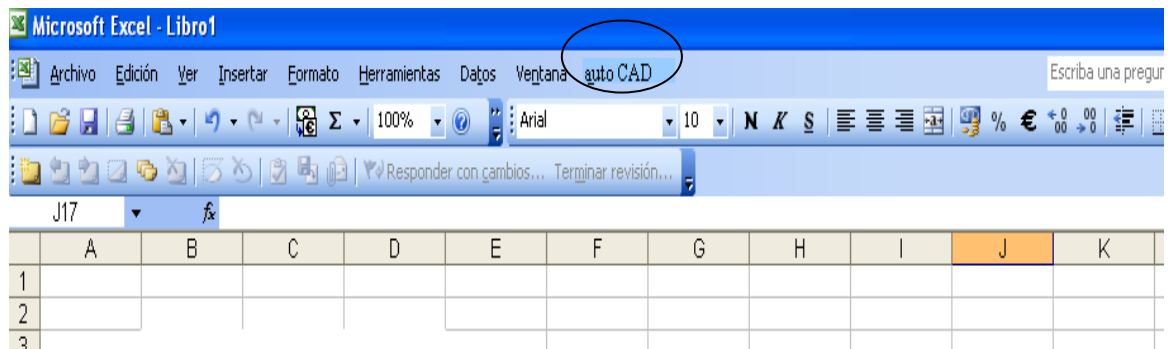 Microsoft Excel - Libro1
Archivo Edición Ver Insertar Formato Herramientas Datos Ventana auto CAD Escriba una pregun
100% Arial 10 N K S % €
Responder con cambios... Terminar revisión...
J17 fx
A B C D E F G H I J K
1
2
3